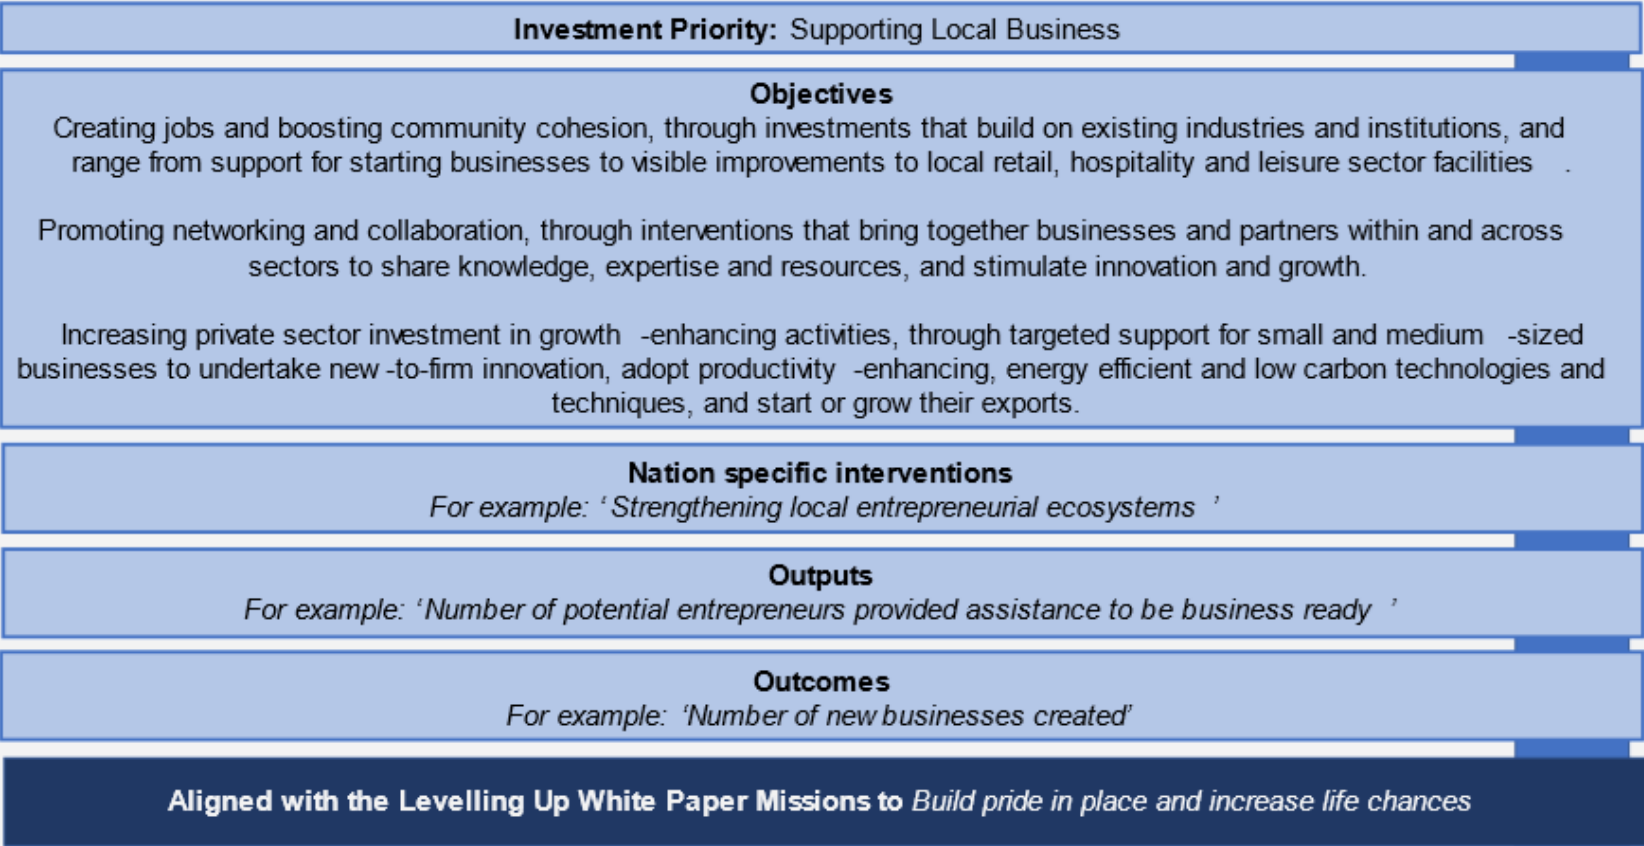 Investment Priority: Supporting Local Business
Objectives
Creating jobs and boosting community cohesion, through investments that build on existing industries and institutions, and
range from support for starting businesses to visible improvements to local retail, hospitality and leisure sector facilities .
Promoting networking and collaboration, through interventions that bring together businesses and partners within and across
sectors to share knowledge, expertise and resources, and stimulate innovation and growth.
Increasing private sector investment in growth -enhancing activities, through targeted support for small and medium -sized
businesses to undertake new -to-firm innovation, adopt productivity -enhancing, energy efficient and low carbon technologies and
techniques, and start or grow their exports.
Nation specific interventions
For example: ‘ Strengthening local entrepreneurial ecosystems ’
Outputs
For example: ‘Number of potential entrepreneurs provided assistance to be business ready ’
Outcomes
For example: ‘Number of new businesses created’
Aligned with the Levelling Up White Paper Missions to Build pride in place and increase life chances